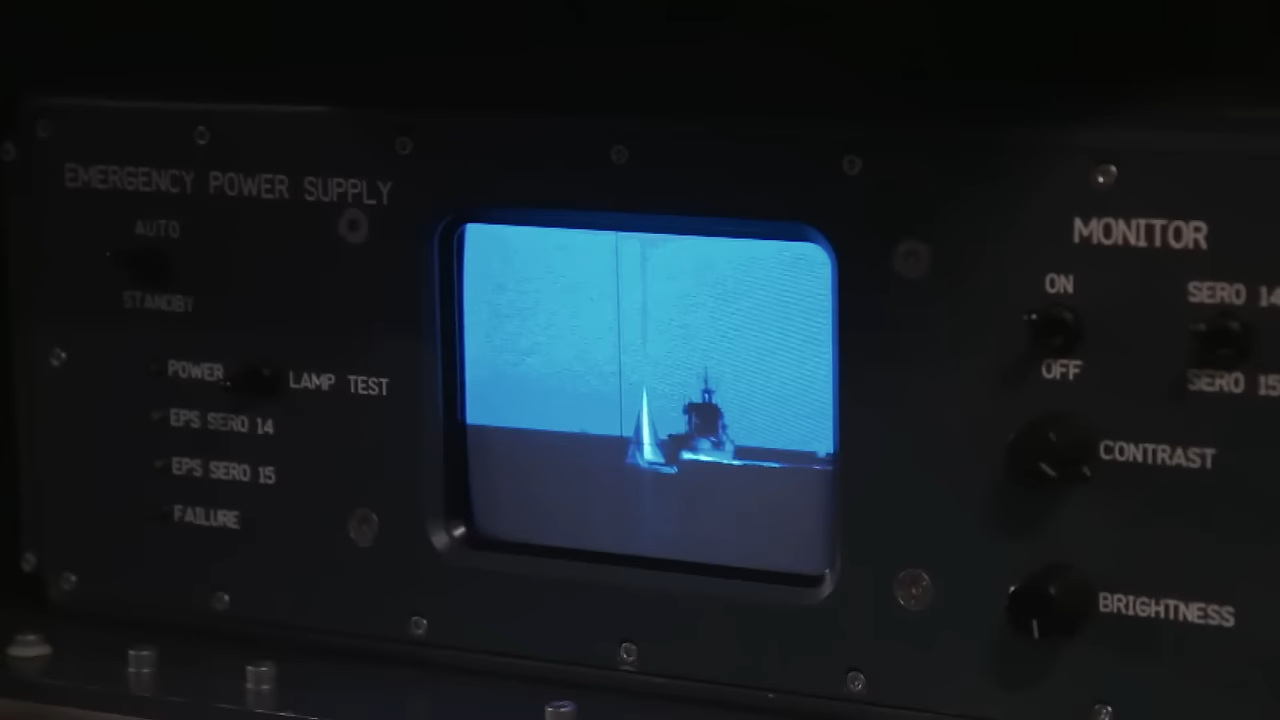 EMERGENCY POWER SUPPLY
AUTO
STANDBY
POWER
LAMP TEST
EPS SERO 14
EPS SERO 15
FAILURE
MONITOR
ON
OFF
SERO 14
SERO 15
CONTRAST
BRIGHTNESS